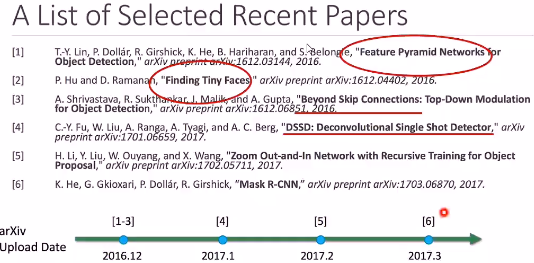 A List of Selected Recent Papers
[1] T.-Y. Lin, P. Dollár, R. Girshick, K. He, B. Hariharan, and S. Belongie, "Feature Pyramid Networks for
Object Detection," arXiv preprint arXiv:1612.03144, 2016.
[2] P. Hu and D. Ramanan, "Finding Tiny Faces," arXiv preprint arXiv:1612.04402, 2016.
[3] A. Shrivastava, R. Sukthankar, J. Malik, and A. Gupta, "Beyond Skip Connections: Top-Down Modulation
for Object Detection," arXiv preprint arXiv:1612.06851, 2016.
[4] C.-Y. Fu, W. Liu, A. Ranga, A. Tyagi, and A. C. Berg, "DSSD: Deconvolutional Single Shot Detector," arXiv
preprint arXiv:1701.06659, 2017.
[5] H. Li, Y. Liu, W. Ouyang, and X. Wang, "Zoom Out-and-In Network with Recursive Training for Object
Proposal," arXiv preprint arXiv:1702.05711, 2017.
[6] K. He, G. Gkioxari, P. Dollár, R. Girshick, "Mask R-CNN," arXiv preprint arXiv:1703.06870, 2017.
[1-3] [4] [5] [6]
arXiv
Upload Date
2016.12 2017.1 2017.2 2017.3